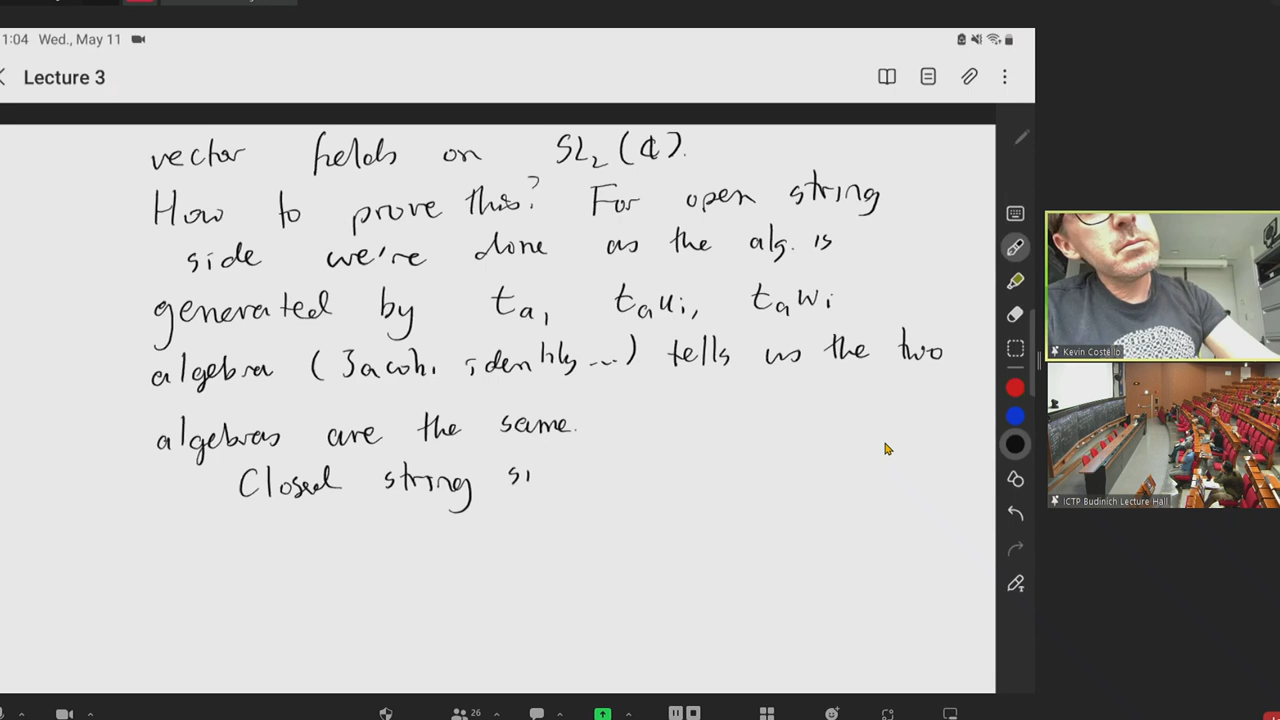 1:04 Wed., May 11
Lecture 3
vector fields on SL₂(ℂ).
How to prove this? For open string
side we're done as the alg. is
generated by tₐ, tₐuᵢ, tₐwᵢ
algebra (Jacobi identity...) tells us the two
algebras are the same.
Closed string si
Kevin Costello
ICTP Budinich Lecture Hall
26